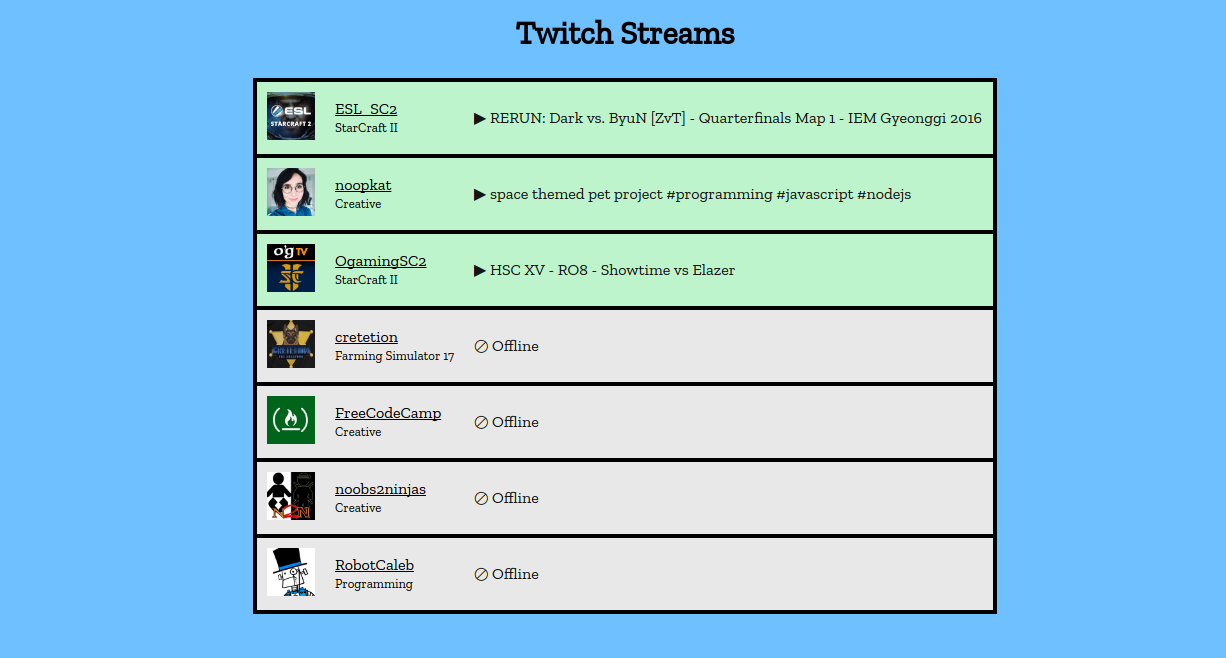 Twitch Streams
ESL
STARCRAFT 2
ESL_SC2
StarCraft II
▶ RERUN: Dark vs. ByuN [ZvT] - Quarterfinals Map 1 - IEM Gyeonggi 2016
noopkat
Creative
▶ space themed pet project #programming #javascript #nodejs
o'g TV
OgamingSC2
StarCraft II
▶ HSC XV - RO8 - Showtime vs Elazer
cretetion
Farming Simulator 17
Offline
FreeCodeCamp
Creative
Offline
N2N
noobs2ninjas
Creative
Offline
RobotCaleb
Programming
Offline